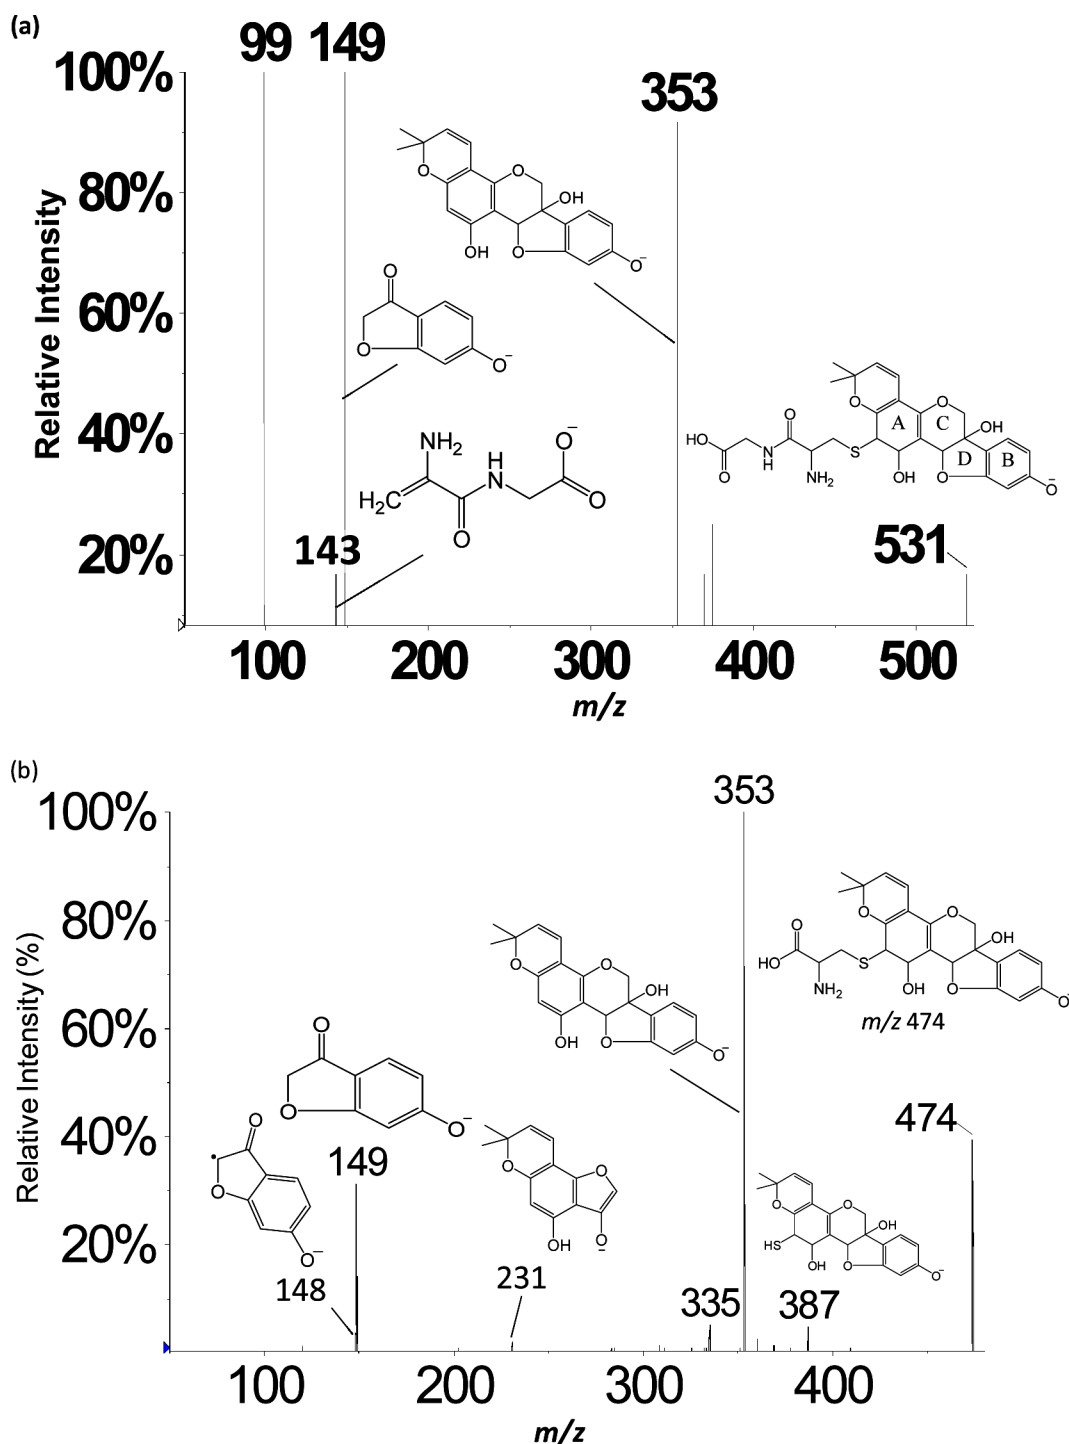 (a)
99 149
100%
353
80%
60%
40%
20%
Relative Intensity
O
O
OH
OH
O
O⁻
O
O
O⁻
NH₂
H₂C
H
N
O
O⁻
O
143
HO
O
N
H
O
NH₂
S
O
O
A
C
OH
D
B
OH
O
O⁻
531
100
200
300
400
500
m/z
(b)
353
100%
80%
60%
40%
20%
Relative Intensity (%)
O
O
OH
OH
O
O⁻
HO
O
NH₂
S
O
O
OH
OH
O
O
m/z 474
474
O
O
O⁻
149
O
O
O⁻
148
O
O
OH
O⁻
231
O
O
HS
OH
OH
O
O⁻
335
387
100
200
300
400
m/z